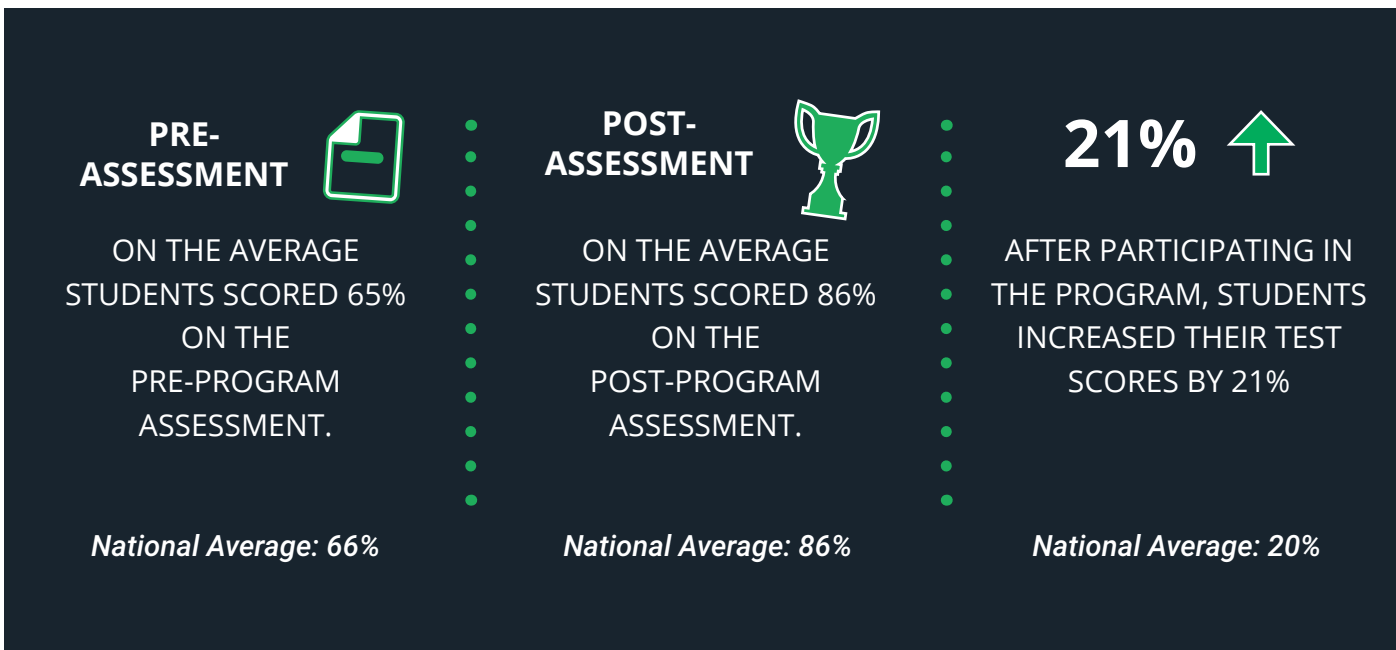 PRE-
ASSESSMENT
ON THE AVERAGE
STUDENTS SCORED 65%
ON THE
PRE-PROGRAM
ASSESSMENT.
National Average: 66%
POST-
ASSESSMENT
ON THE AVERAGE
STUDENTS SCORED 86%
ON THE
POST-PROGRAM
ASSESSMENT.
National Average: 86%
21%
AFTER PARTICIPATING IN
THE PROGRAM, STUDENTS
INCREASED THEIR TEST
SCORES BY 21%
National Average: 20%